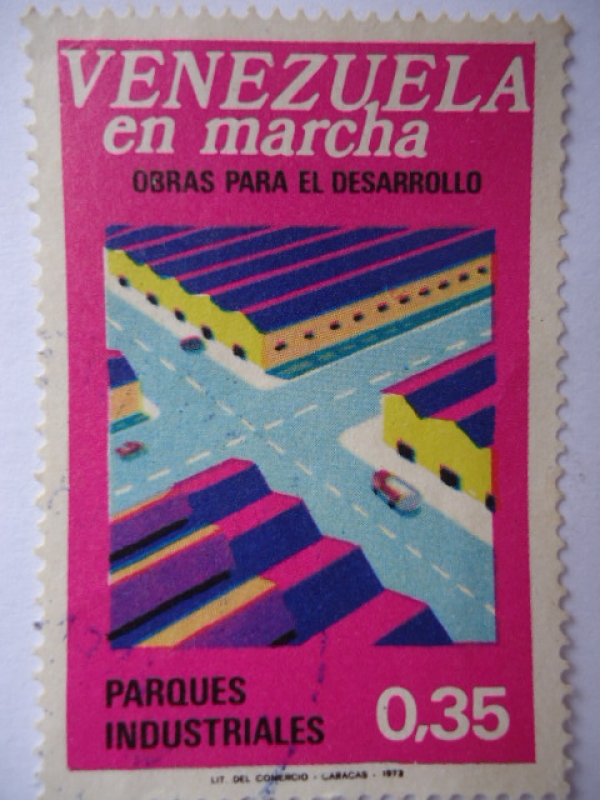 VENEZUELA
en marcha
OBRAS PARA EL DESARROLLO
PARQUES
INDUSTRIALES
0,35
LIT. DEL COMERCIO - CARACAS - 1973